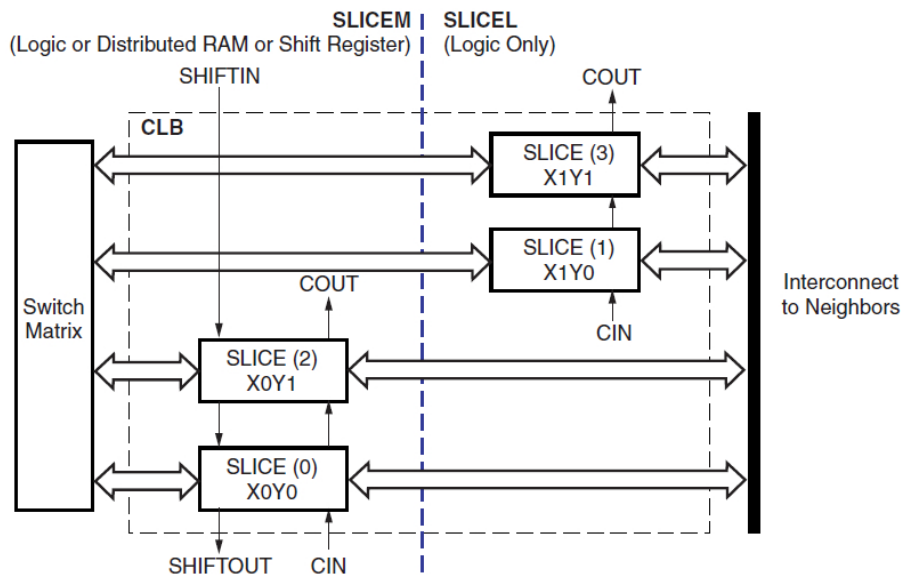 SLICEM
(Logic or Distributed RAM or Shift Register)
SLICEL
(Logic Only)
SHIFTIN
COUT
CLB
SLICE (3)
X1Y1
SLICE (1)
X1Y0
COUT
CIN
Switch
Matrix
Interconnect
to Neighbors
SLICE (2)
X0Y1
SLICE (0)
X0Y0
SHIFTOUT
CIN